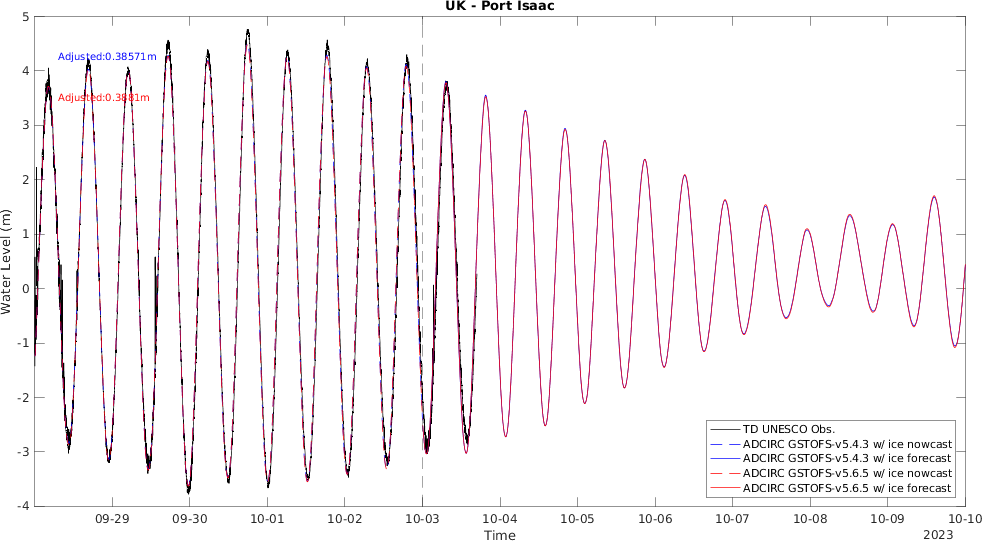 UK - Port Isaac
Water Level (m)
5
4
3
2
1
0
-1
-2
-3
-4
Adjusted:0.38571m
Adjusted:0.3881m
TD UNESCO Obs.
ADCIRC GSTOFS-v5.4.3 w/ ice nowcast
ADCIRC GSTOFS-v5.4.3 w/ ice forecast
ADCIRC GSTOFS-v5.6.5 w/ ice nowcast
ADCIRC GSTOFS-v5.6.5 w/ ice forecast
09-29 09-30 10-01 10-02 10-03 10-04 10-05 10-06 10-07 10-08 10-09 10-10
Time
2023